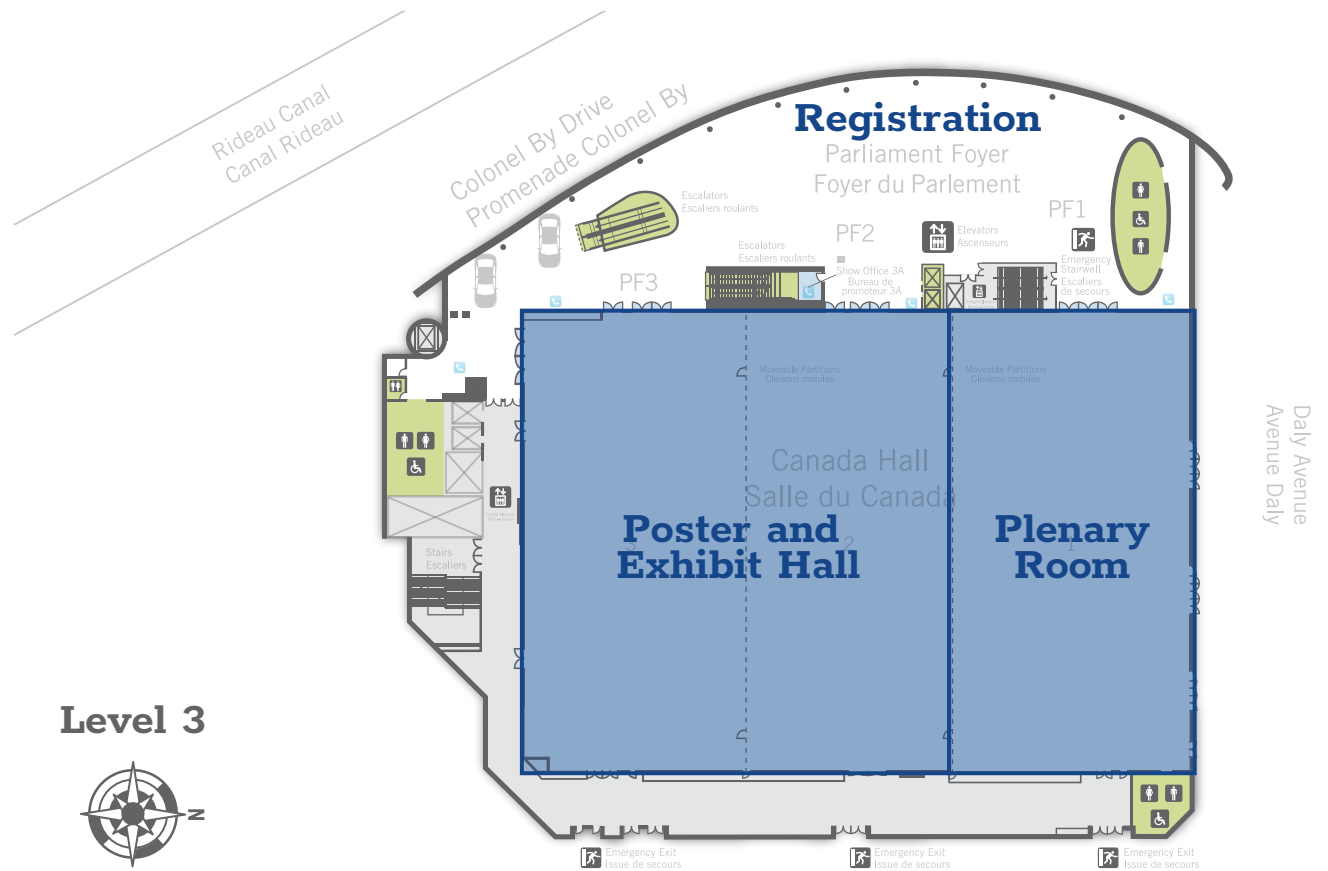 Rideau Canal
Canal Rideau
Colonel By Drive
Promenade Colonel By
Registration
Parliament Foyer
Foyer du Parlement
Escalators
Escaliers roulants
PF1
PF2
Elevators
Ascenseurs
Escalators
Escaliers roulants
Emergency
Stairwell
Escaliers
de secours
Show Office 3A
Bureau de
promoteur 3A
PF3
Moveable Partitions
Cloisons mobiles
Moveable Partitions
Cloisons mobiles
Daly Avenue
Avenue Daly
Canada Hall
Salle du Canada
Poster and
Exhibit Hall
Plenary
Room
3
2
1
Stairs
Escaliers
Level 3
N
Emergency Exit
Issue de secours
Emergency Exit
Issue de secours
Emergency Exit
Issue de secours